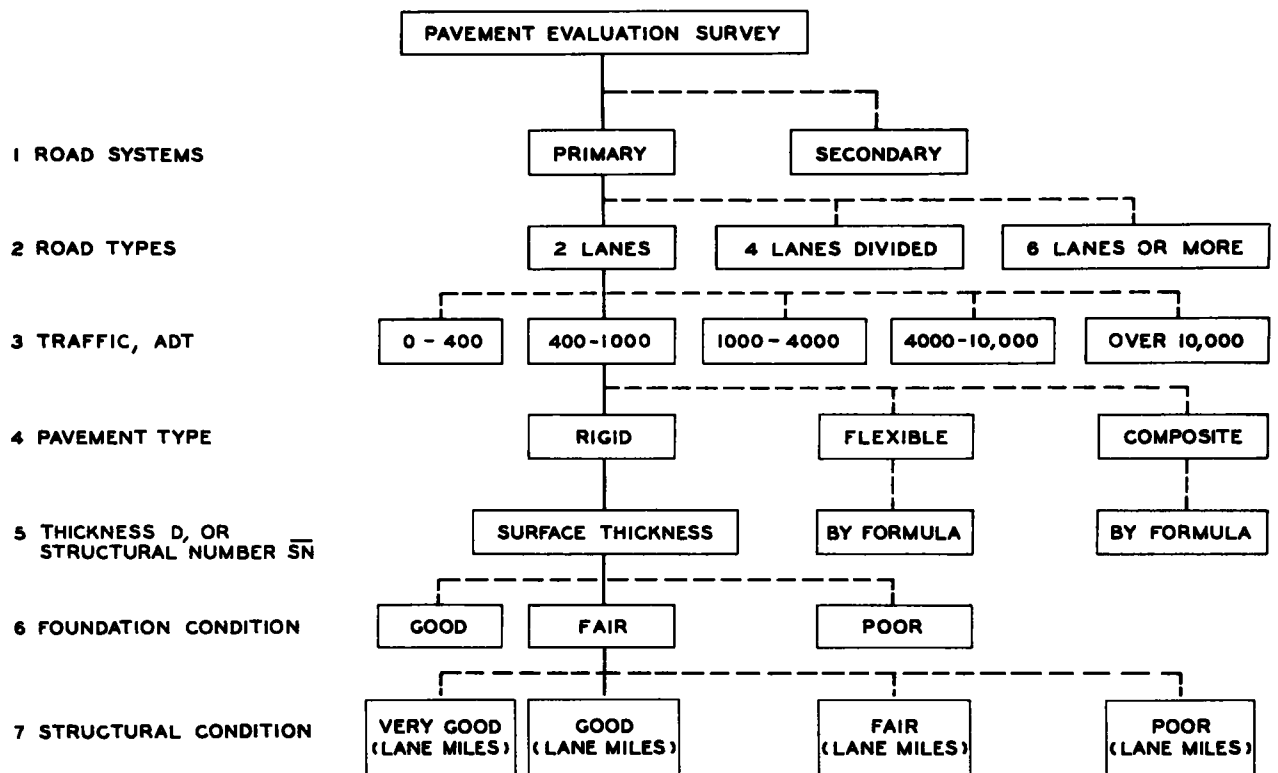 PAVEMENT EVALUATION SURVEY
1 ROAD SYSTEMS
PRIMARY
SECONDARY
2 ROAD TYPES
2 LANES
4 LANES DIVIDED
6 LANES OR MORE
3 TRAFFIC, ADT
0 - 400
400-1000
1000 - 4000
4000-10,000
OVER 10,000
4 PAVEMENT TYPE
RIGID
FLEXIBLE
COMPOSITE
5 THICKNESS D, OR
STRUCTURAL NUMBER S̅N̅
SURFACE THICKNESS
BY FORMULA
BY FORMULA
6 FOUNDATION CONDITION
GOOD
FAIR
POOR
7 STRUCTURAL CONDITION
VERY GOOD
(LANE MILES)
GOOD
(LANE MILES)
FAIR
(LANE MILES)
POOR
(LANE MILES)